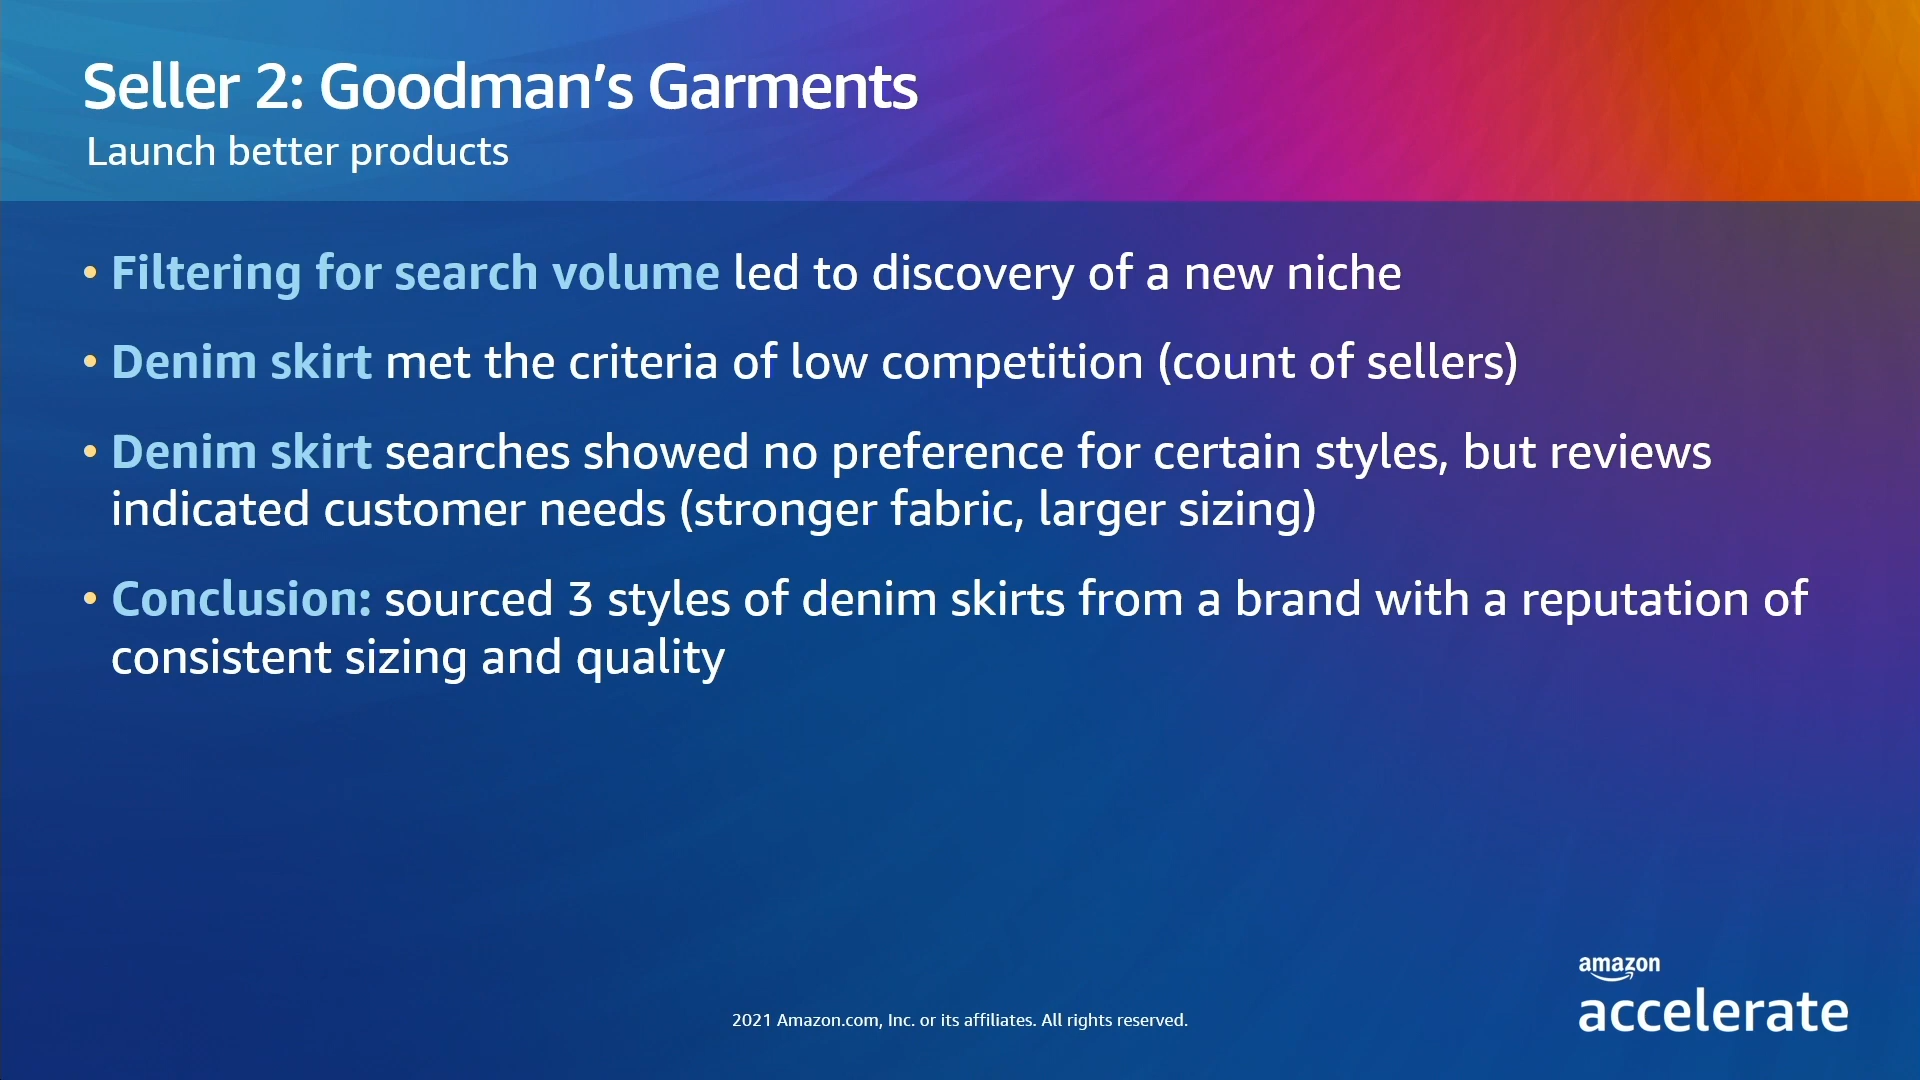 Seller 2: Goodman’s Garments
Launch better products
• Filtering for search volume led to discovery of a new niche
• Denim skirt met the criteria of low competition (count of sellers)
• Denim skirt searches showed no preference for certain styles, but reviews
indicated customer needs (stronger fabric, larger sizing)
• Conclusion: sourced 3 styles of denim skirts from a brand with a reputation of
consistent sizing and quality
2021 Amazon.com, Inc. or its affiliates. All rights reserved.
amazon
accelerate